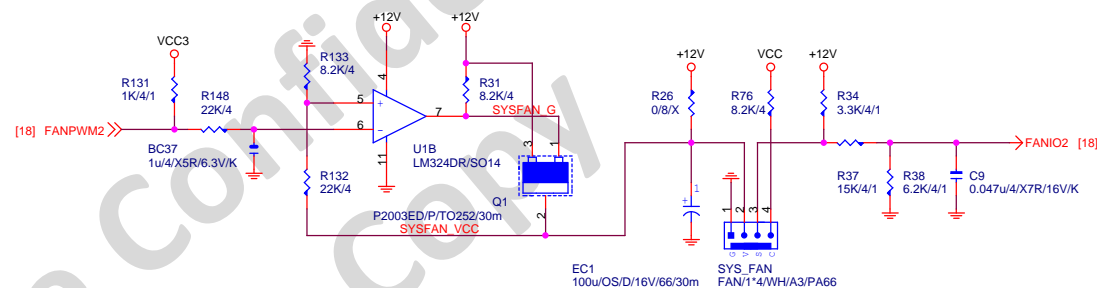 Confidential
Copy
+12V
+12V
VCC3
R133
8.2K/4
R131
1K/4/1
R148
22K/4
[18] FANPWM2
BC37
1u/4/X5R/6.3V/K
4
5
+
6
-
7
11
U1B
LM324DR/SO14
R31
8.2K/4
SYSFAN_G
3
1
2
Q1
P2003ED/P/TO252/30m
SYSFAN_VCC
R132
22K/4
+12V
VCC
+12V
R26
0/8/X
R76
8.2K/4
R34
3.3K/4/1
FANIO2 [18]
R37
15K/4/1
R38
6.2K/4/1
C9
0.047u/4/X7R/16V/K
+
1
1
2
3
4
G
V
S
C
EC1
100u/OS/D/16V/66/30m
SYS_FAN
FAN/1*4/WH/A3/PA66